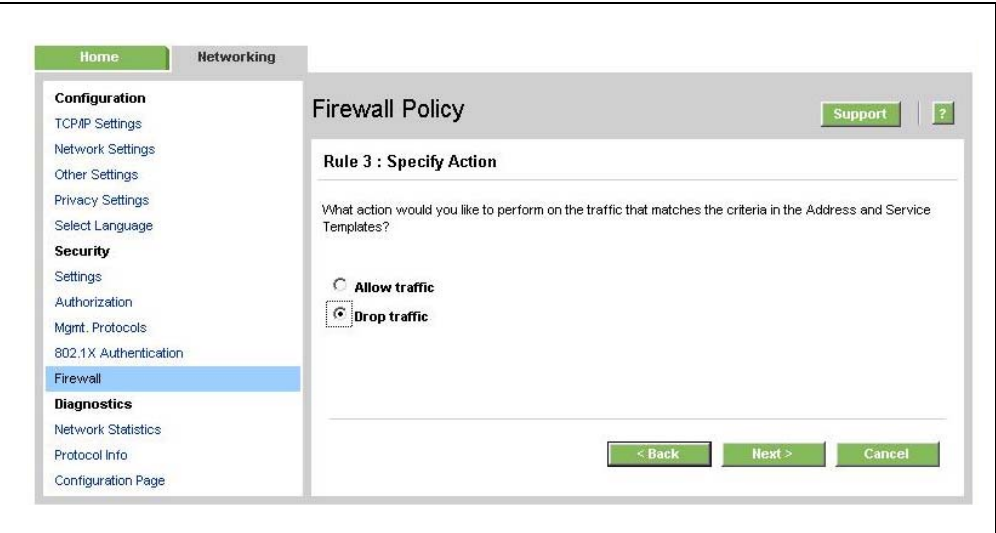 Home
Networking
Configuration
TCP/IP Settings
Network Settings
Other Settings
Privacy Settings
Select Language
Security
Settings
Authorization
Mgmt. Protocols
802.1X Authentication
Firewall
Diagnostics
Network Statistics
Protocol Info
Configuration Page
Firewall Policy
Support
?
Rule 3 : Specify Action
What action would you like to perform on the traffic that matches the criteria in the Address and Service
Templates?
Allow traffic
Drop traffic
< Back
Next >
Cancel